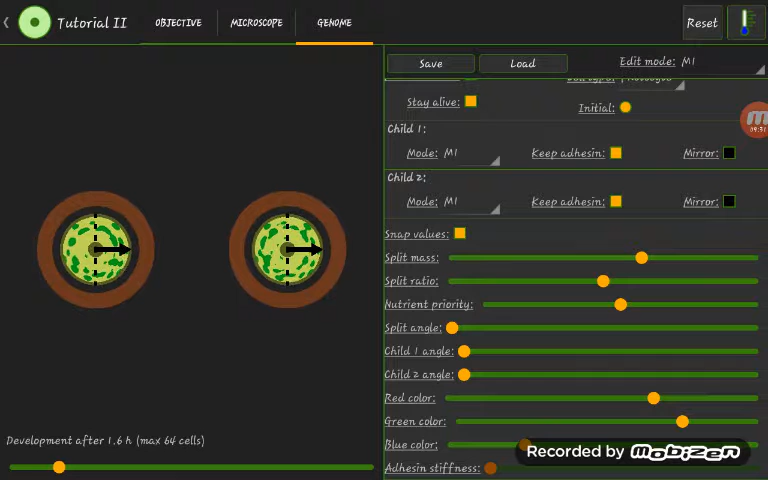 Tutorial II OBJECTIVE MICROSCOPE GENOME Reset
Save Load Edit mode: M1
Stay alive: Initial:
Child 1:
Mode: M1 Keep adhesin: Mirror:
Child 2:
Mode: M1 Keep adhesin: Mirror:
Snap values:
Split mass:
Split ratio:
Nutrient priority:
Split angle:
Child 1 angle:
Child 2 angle:
Red color:
Green color:
Blue color:
Adhesin stiffness:
Development after 1.6 h (max 64 cells)
Recorded by MOBIZEN
09:31